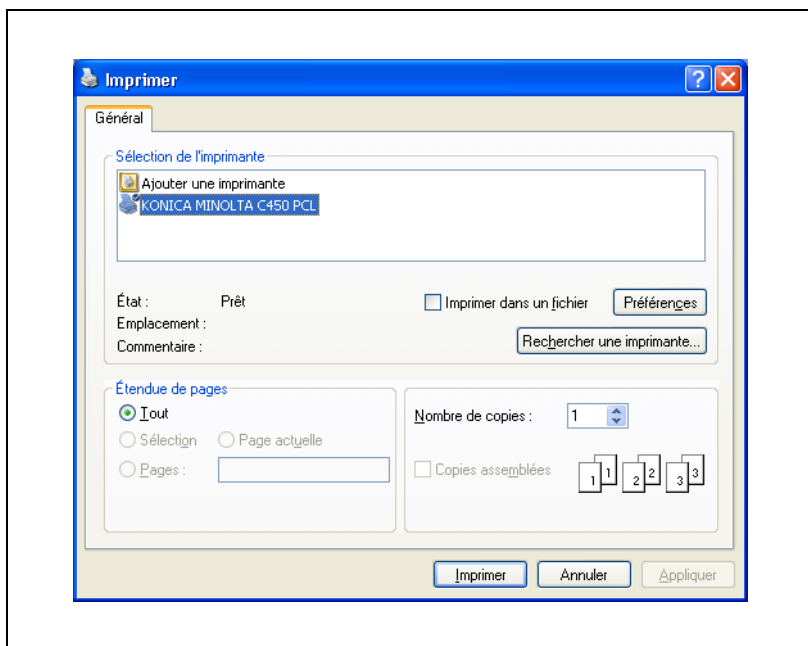 Imprimer
Général
Sélection de l'imprimante
Ajouter une imprimante
KONICA MINOLTA C450 PCL
État : Prêt
Imprimer dans un fichier
Préférences
Emplacement :
Commentaire :
Rechercher une imprimante...
Étendue de pages
Tout
Sélection Page actuelle
Pages :
Nombre de copies : 1
Copies assemblées
1 1 2 2 3 3
Imprimer Annuler Appliquer